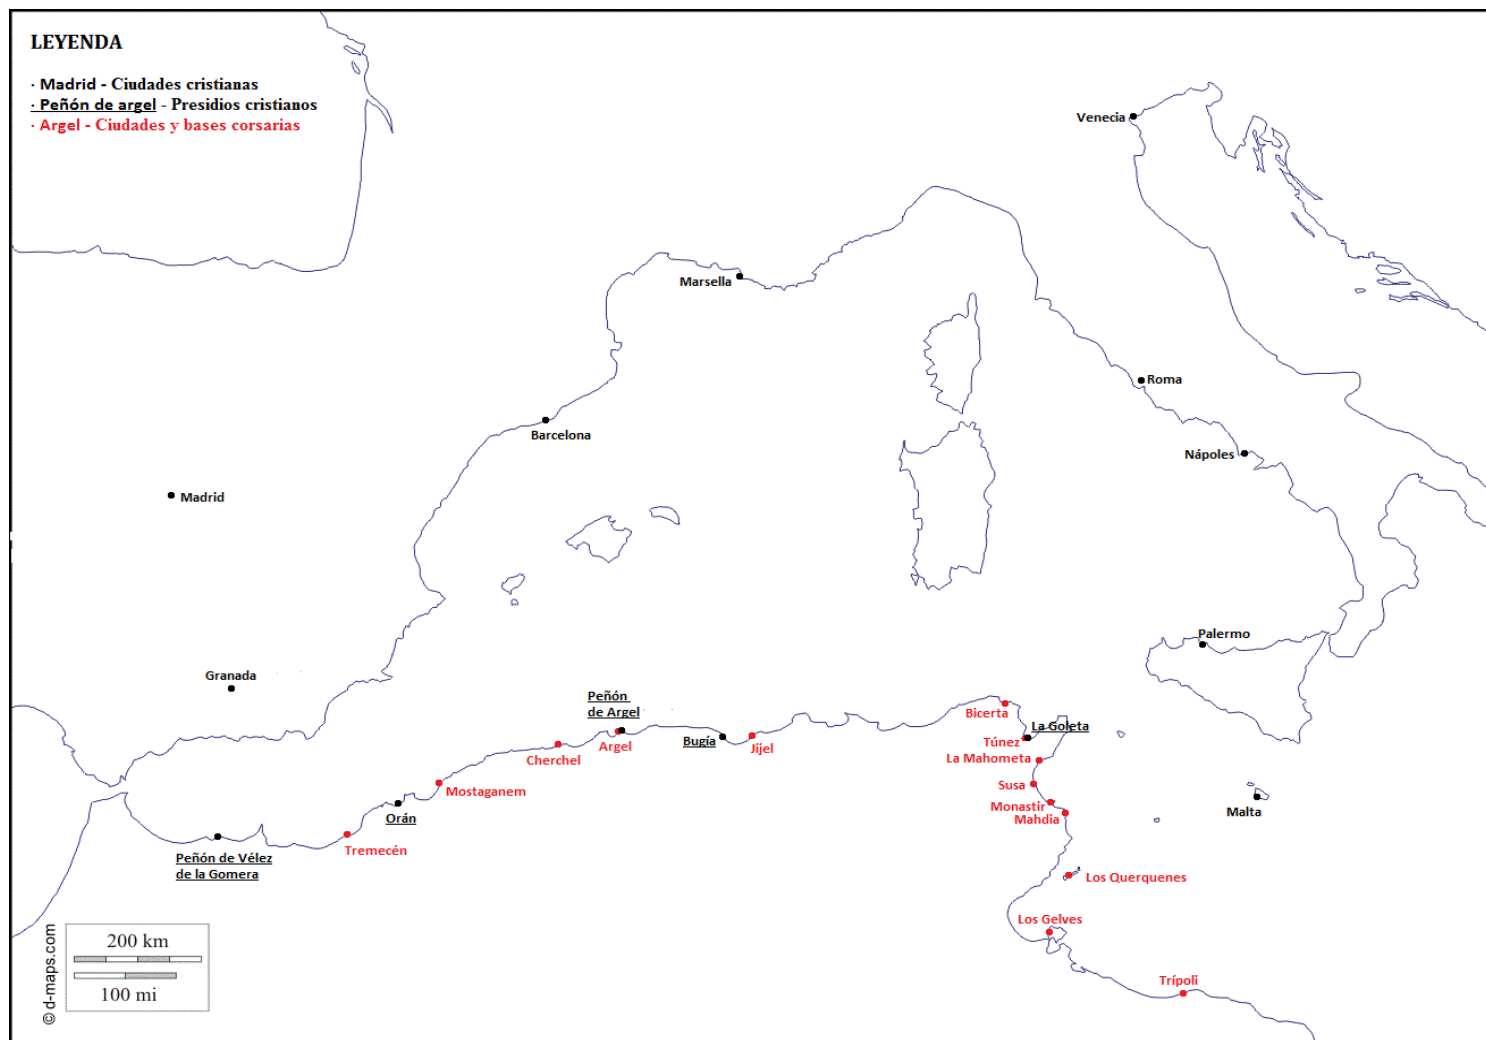 LEYENDA
· Madrid - Ciudades cristianas
· Peñón de argel - Presidios cristianos
· Argel - Ciudades y bases corsarias
Venecia
Marsella
Roma
Barcelona
Nápoles
Madrid
Palermo
Granada
Peñón
de Argel
Bicerta
La Goleta
Argel
Bugía
Jijel
Túnez
Cherchel
La Mahometa
Mostaganem
Susa
Orán
Monastir
Malta
Mahdia
Tremecén
Peñón de Vélez
de la Gomera
Los Querquenes
Los Gelves
Trípoli
200 km
100 mi
© d-maps.com